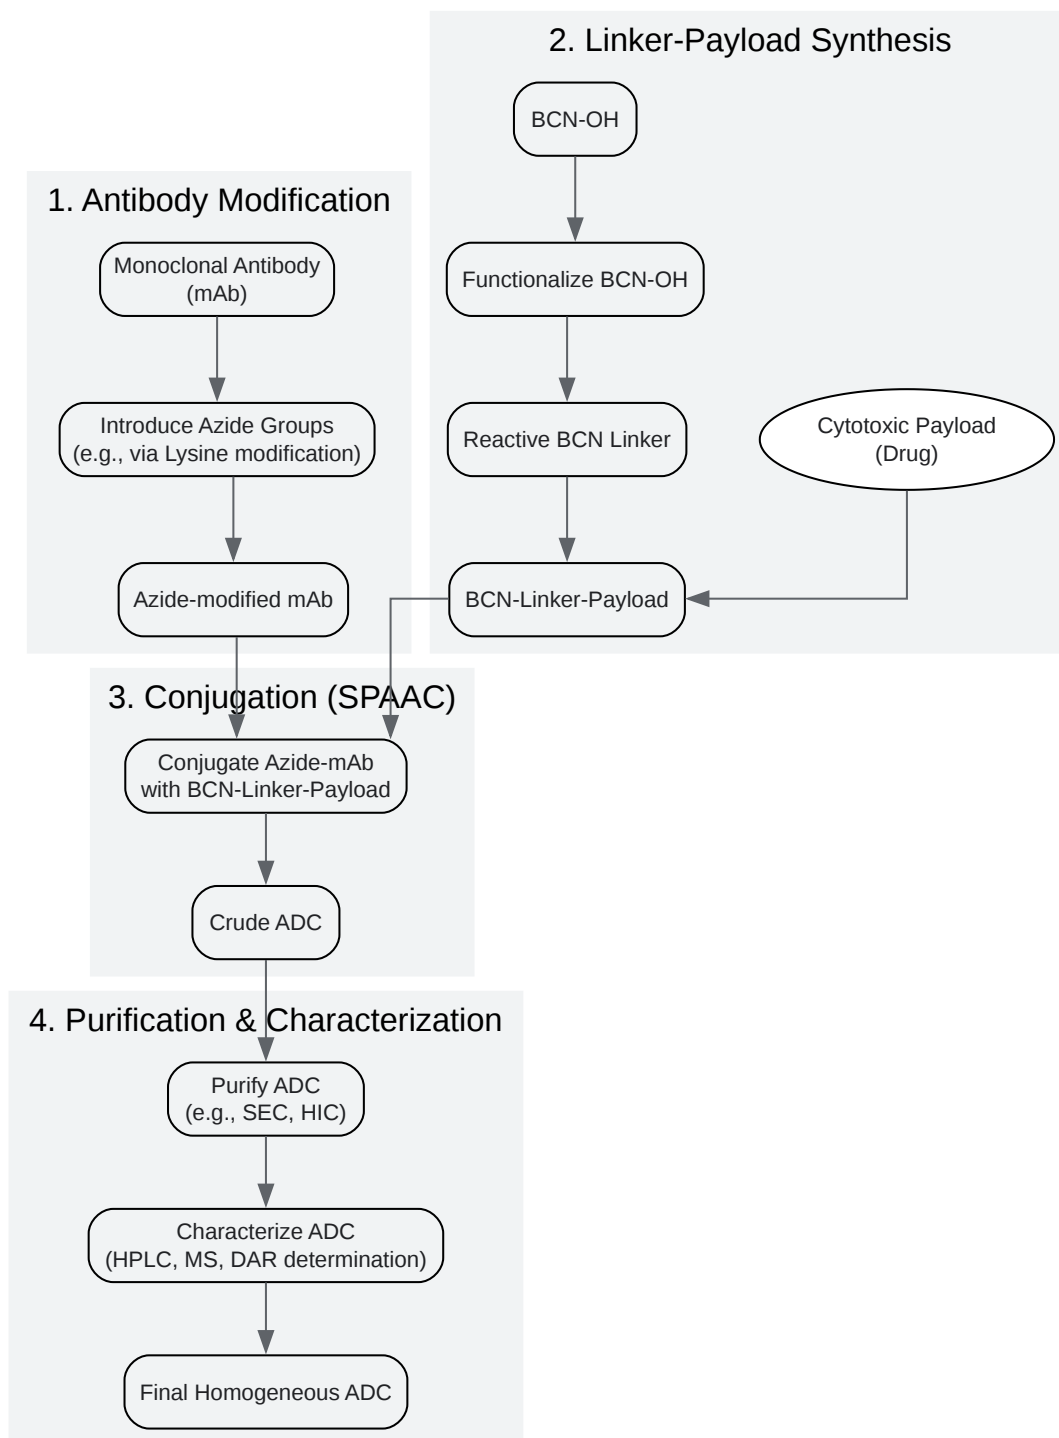 2. Linker-Payload Synthesis
BCN-OH
Functionalize BCN-OH
Reactive BCN Linker
Cytotoxic Payload
(Drug)
BCN-Linker-Payload
1. Antibody Modification
Monoclonal Antibody
(mAb)
Introduce Azide Groups
(e.g., via Lysine modification)
Azide-modified mAb
3. Conjugation (SPAAC)
Conjugate Azide-mAb
with BCN-Linker-Payload
Crude ADC
4. Purification & Characterization
Purify ADC
(e.g., SEC, HIC)
Characterize ADC
(HPLC, MS, DAR determination)
Final Homogeneous ADC